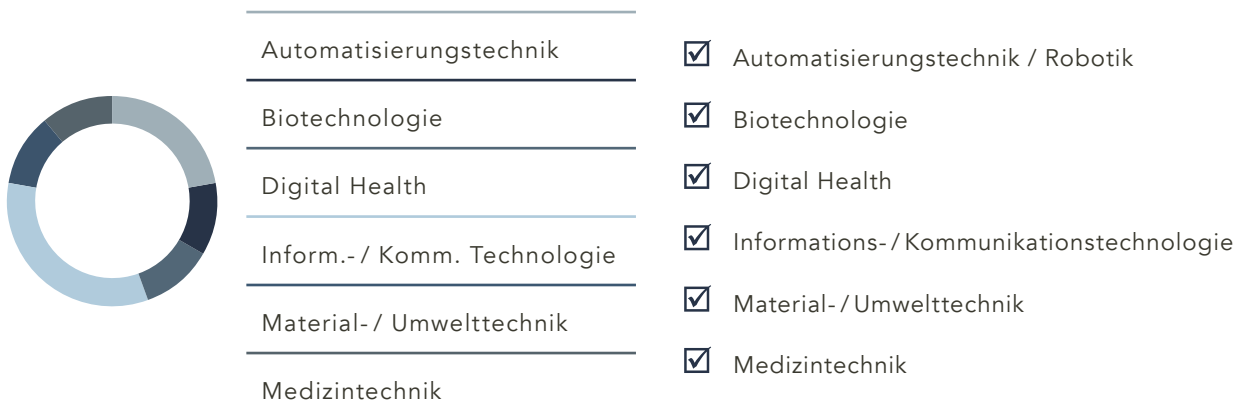 Automatisierungstechnik
Biotechnologie
Digital Health
Inform.- / Komm. Technologie
Material- / Umwelttechnik
Medizintechnik
Automatisierungstechnik / Robotik
Biotechnologie
Digital Health
Informations- / Kommunikationstechnologie
Material- / Umwelttechnik
Medizintechnik